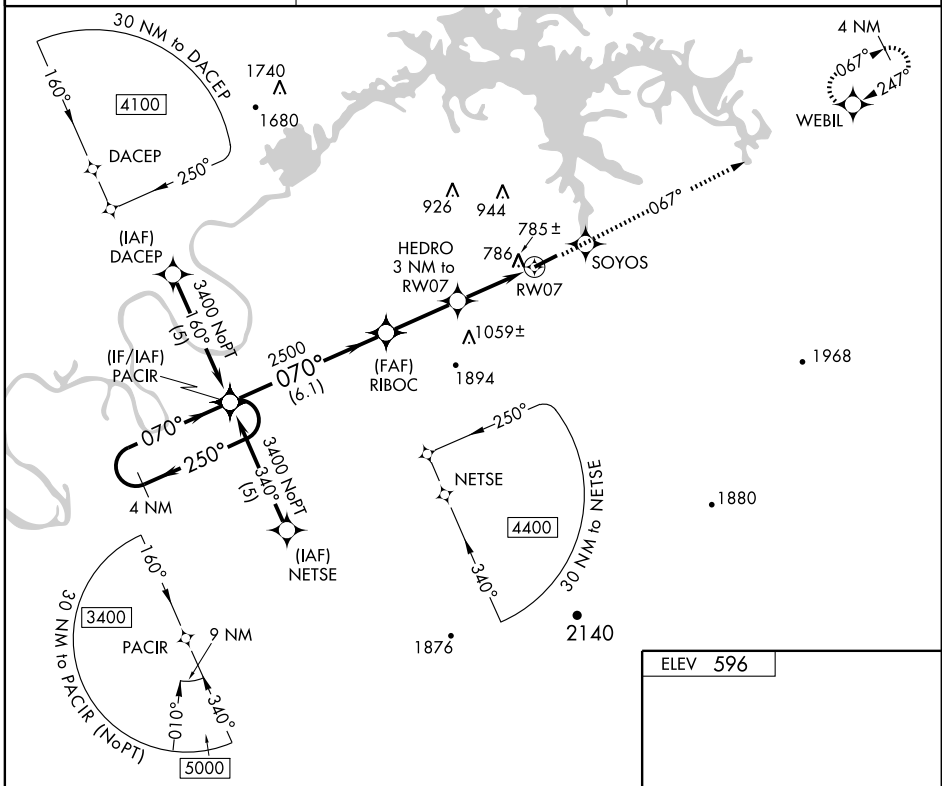 30 NM to DACEP
160°
4100
250°
DACEP
1740
1680
4 NM
067°
247°
WEBIL
926
944
785±
786
067°
SOYOS
RW07
HEDRO
3 NM to
RW07
(IAF)
DACEP
3400 NoPT
160°
(5)
(IF/IAF)
PACIR
2500
070°
(6.1)
(FAF)
RIBOC
1059±
1894
1968
070°
250°
4 NM
3400 NoPT
340°
(5)
(IAF)
NETSE
250°
NETSE
4400
340°
30 NM to NETSE
1880
2140
1876
160°
3400
PACIR
9 NM
010°
340°
5000
30 NM to PACIR (NoPT)
ELEV 596